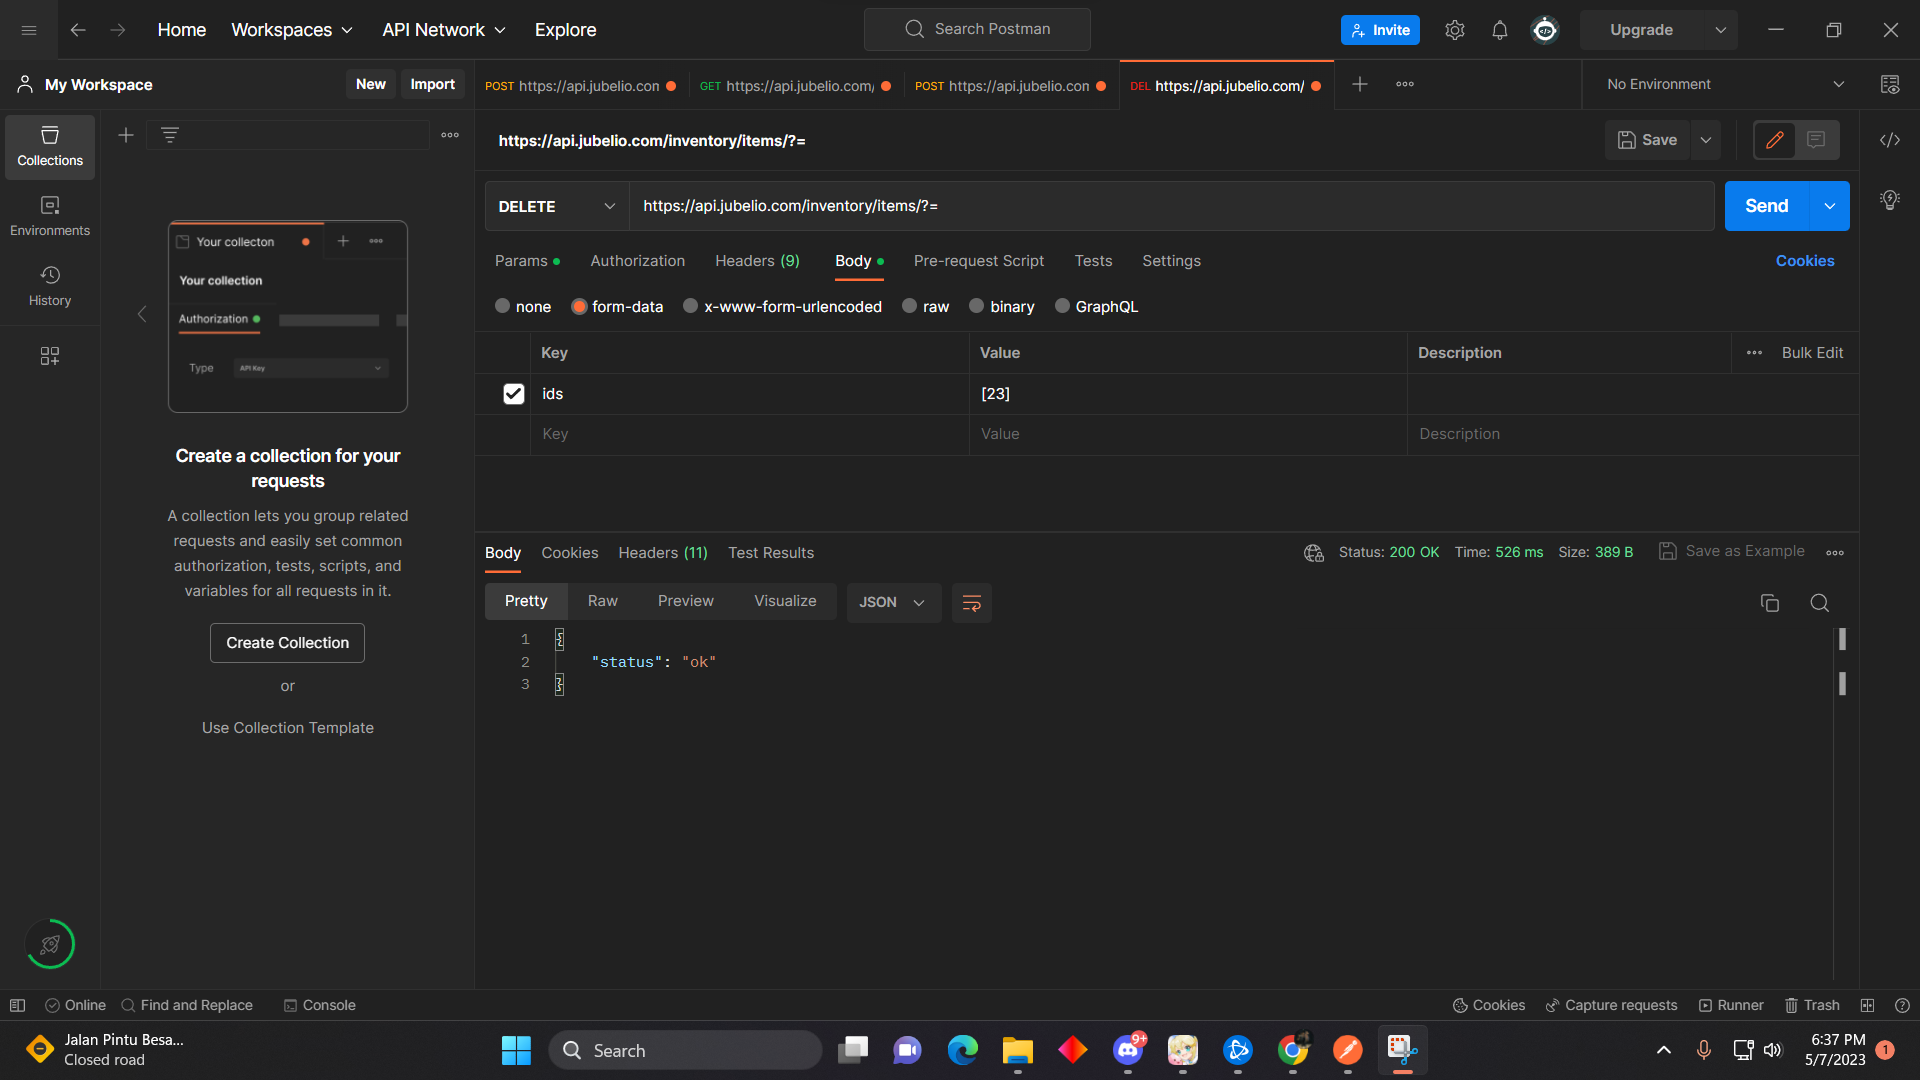 Home Workspaces API Network Explore Search Postman Invite Upgrade
My Workspace New Import
POST https://api.jubelio.con GET https://api.jubelio.com/ POST https://api.jubelio.con DEL https://api.jubelio.com/ No Environment
Collections
Environments
History
Your collecton
Your collection
Authorization
Type API Key
Create a collection for your
requests
A collection lets you group related
requests and easily set common
authorization, tests, scripts, and
variables for all requests in it.
Create Collection
or
Use Collection Template
https://api.jubelio.com/inventory/items/?= Save
DELETE https://api.jubelio.com/inventory/items/?= Send
Params Authorization Headers (9) Body Pre-request Script Tests Settings Cookies
none form-data x-www-form-urlencoded raw binary GraphQL
Key Value Description Bulk Edit
ids [23]
Key Value Description
Body Cookies Headers (11) Test Results Status: 200 OK Time: 526 ms Size: 389 B Save as Example
Pretty Raw Preview Visualize JSON
1 {
2 "status": "ok"
3 }
Online Find and Replace Console Cookies Capture requests Runner Trash
Jalan Pintu Besa...
Closed road
Search
9+
6:37 PM
5/7/2023
1